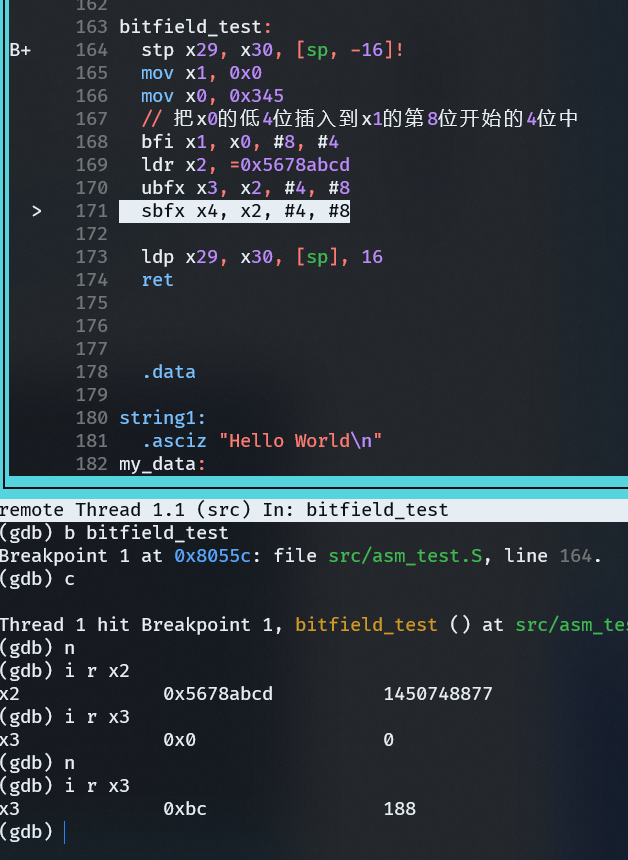 162
163 bitfield_test:
B+ 164 stp x29, x30, [sp, -16]!
165 mov x1, 0x0
166 mov x0, 0x345
167 // 把x0的低4位插入到x1的第8位开始的4位中
168 bfi x1, x0, #8, #4
169 ldr x2, =0x5678abcd
170 ubfx x3, x2, #4, #8
> 171 sbfx x4, x2, #4, #8
172
173 ldp x29, x30, [sp], 16
174 ret
175
176
177
178 .data
179
180 string1:
181 .asciz "Hello World\n"
182 my_data:
remote Thread 1.1 (src) In: bitfield_test
(gdb) b bitfield_test
Breakpoint 1 at 0x8055c: file src/asm_test.S, line 164.
(gdb) c
Thread 1 hit Breakpoint 1, bitfield_test () at src/asm_tes
(gdb) n
(gdb) i r x2
x2 0x5678abcd 1450748877
(gdb) i r x3
x3 0x0 0
(gdb) n
(gdb) i r x3
x3 0xbc 188
(gdb)